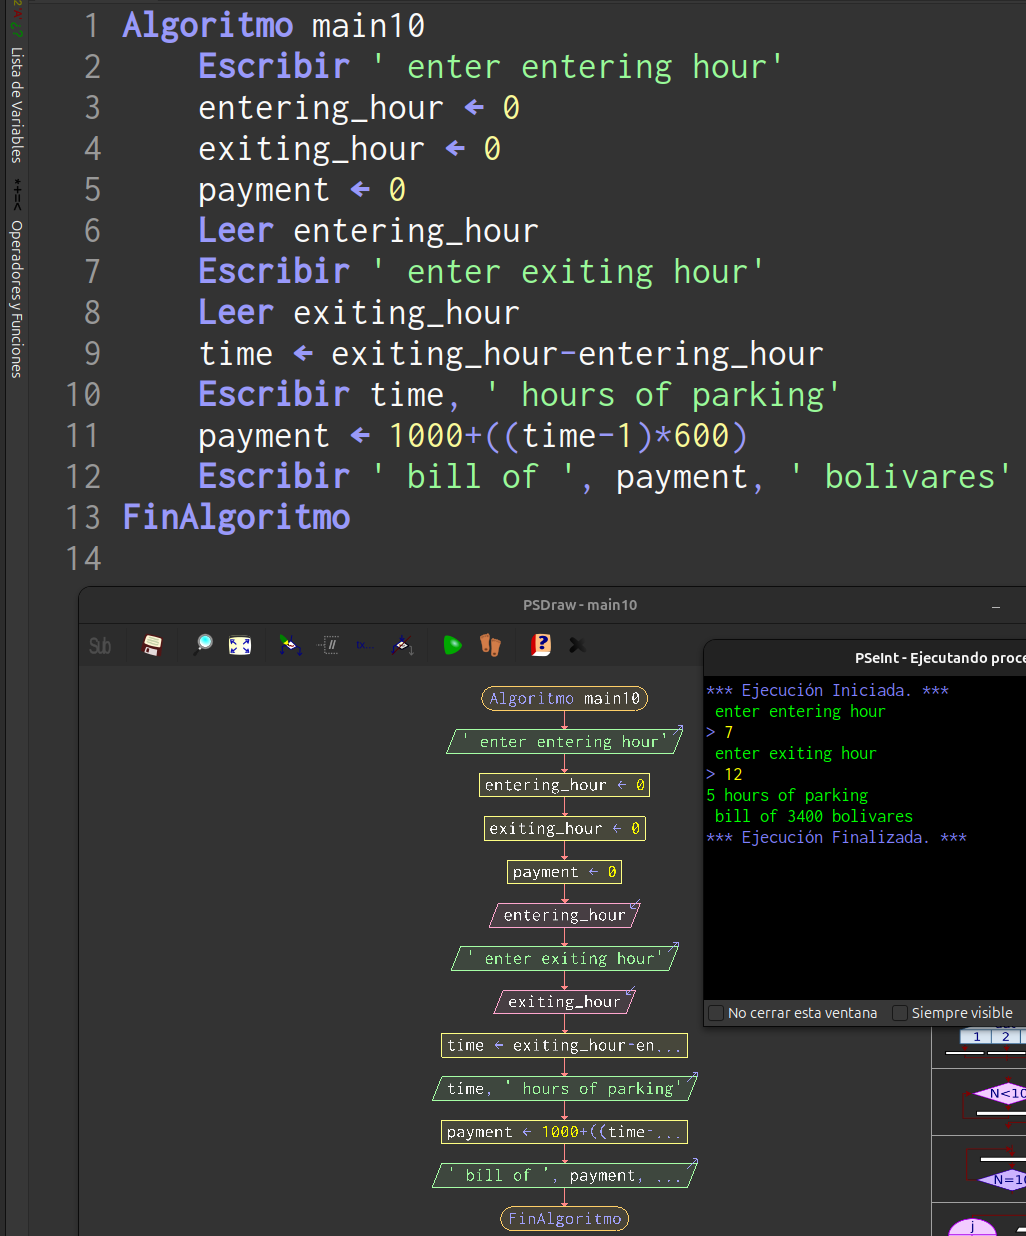 Lista de Variables
*+=< Operadores y Funciones
1 Algoritmo main10
2 Escribir ' enter entering hour'
3 entering_hour ← 0
4 exiting_hour ← 0
5 payment ← 0
6 Leer entering_hour
7 Escribir ' enter exiting hour'
8 Leer exiting_hour
9 time ← exiting_hour-entering_hour
10 Escribir time, ' hours of parking'
11 payment ← 1000+((time-1)*600)
12 Escribir ' bill of ', payment, ' bolivares'
13 FinAlgoritmo
14
PSDraw - main10
Sub
Algoritmo main10
' enter entering hour'
entering_hour ← 0
exiting_hour ← 0
payment ← 0
entering_hour
' enter exiting hour'
exiting_hour
time ← exiting_hour-en...
time, ' hours of parking'
payment ← 1000+((time-...
' bill of ', payment, ...
FinAlgoritmo
PSeInt - Ejecutando proce
*** Ejecución Iniciada. ***
enter entering hour
> 7
enter exiting hour
> 12
5 hours of parking
bill of 3400 bolivares
*** Ejecución Finalizada. ***
No cerrar esta ventana
Siempre visible
1 2
N<10
N=10
j